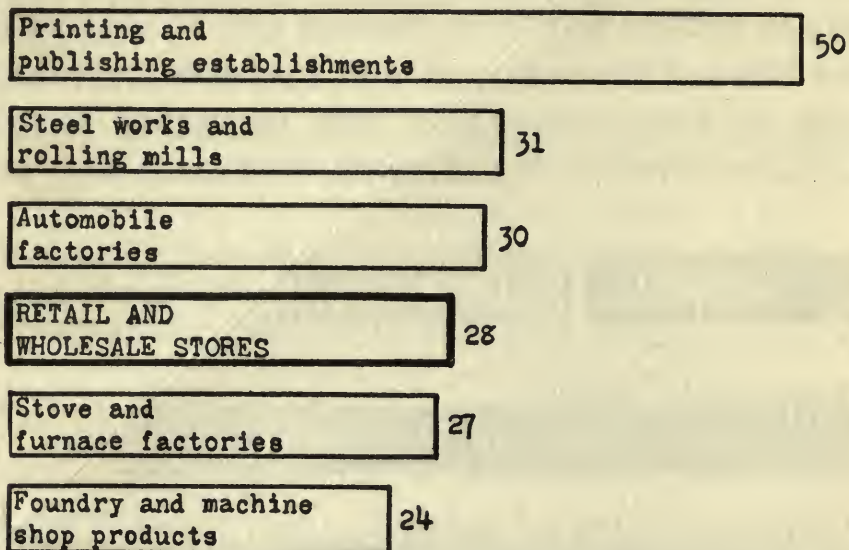 Printing and
publishing establishments
50
Steel works and
rolling mills
31
Automobile
factories
30
RETAIL AND
WHOLESALE STORES
28
Stove and
furnace factories
27
Foundry and machine
shop products
24